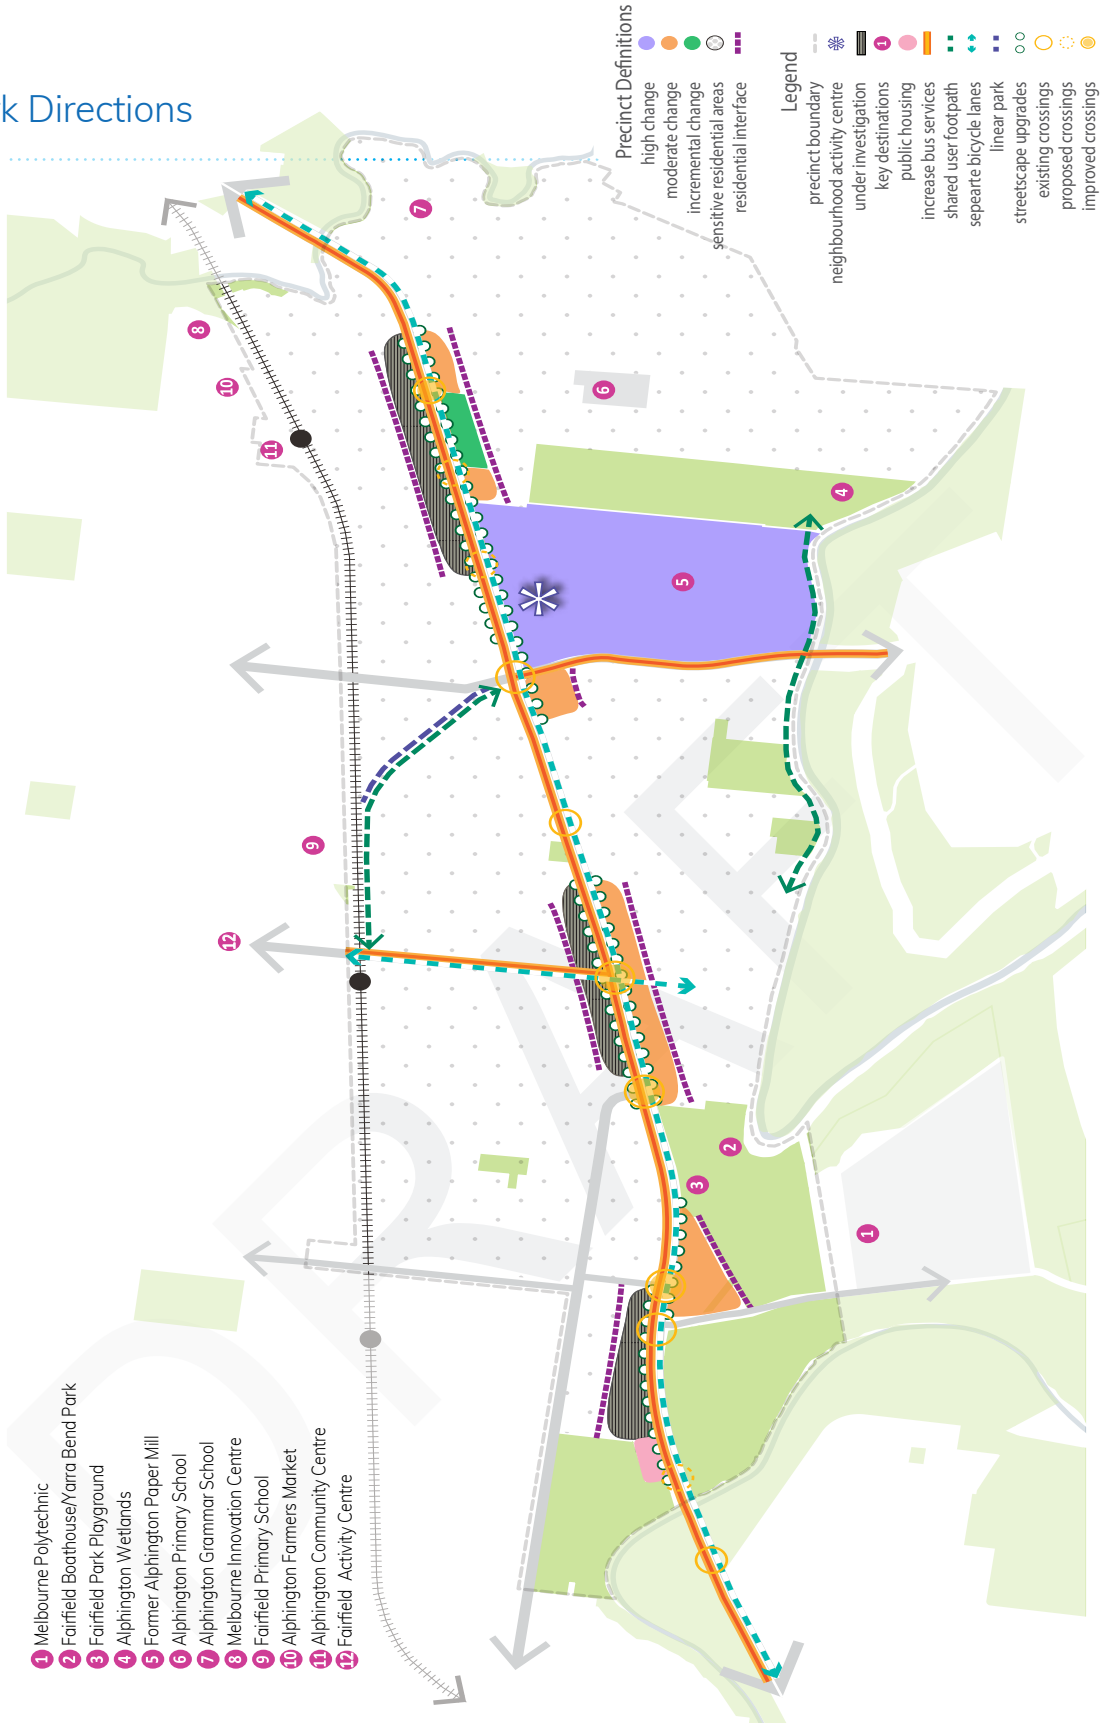 k Directions
Precinct Definitions
high change
moderate change
incremental change
sensitive residential areas
residential interface
Legend
precinct boundary
neighbourhood activity centre
under investigation
1
key destinations
public housing
increase bus services
shared user footpath
sepearte bicycle lanes
linear park
streetscape upgrades
existing crossings
proposed crossings
improved crossings
7
8
10
11
6
4
5
9
12
2
3
1
DRAFT
1 Melbourne Polytechnic
2 Fairfield Boathouse/Yarra Bend Park
3 Fairfield Park Playground
4 Alphington Wetlands
5 Former Alphington Paper Mill
6 Alphington Primary School
7 Alphington Grammar School
8 Melbourne Innovation Centre
9 Fairfield Primary School
10 Alphington Farmers Market
11 Alphington Community Centre
12 Fairfield Activity Centre